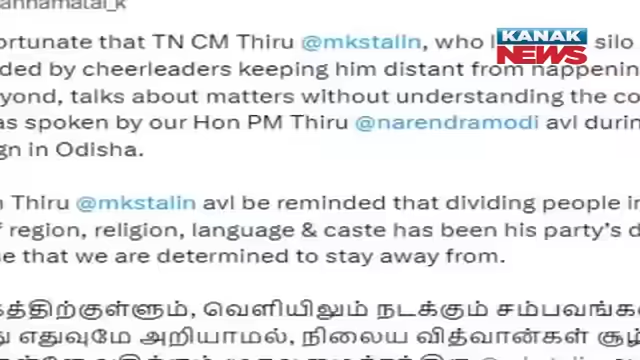 annamalai_k
KANAK
NEWS
ortunate that TN CM Thiru @mkstalin, who l silo
ded by cheerleaders keeping him distant from happenin
yond, talks about matters without understanding the co
as spoken by our Hon PM Thiru @narendramodi avl durin
gn in Odisha.
Thiru @mkstalin avl be reminded that dividing people in
f region, religion, language & caste has been his party's d
e that we are determined to stay away from.
கத்திற்குள்ளும், வெளியிலும் நடக்கும் சம்பவங்க
து எதுவுமே அறியாமல், நிலைய வித்வான்கள் சூழ